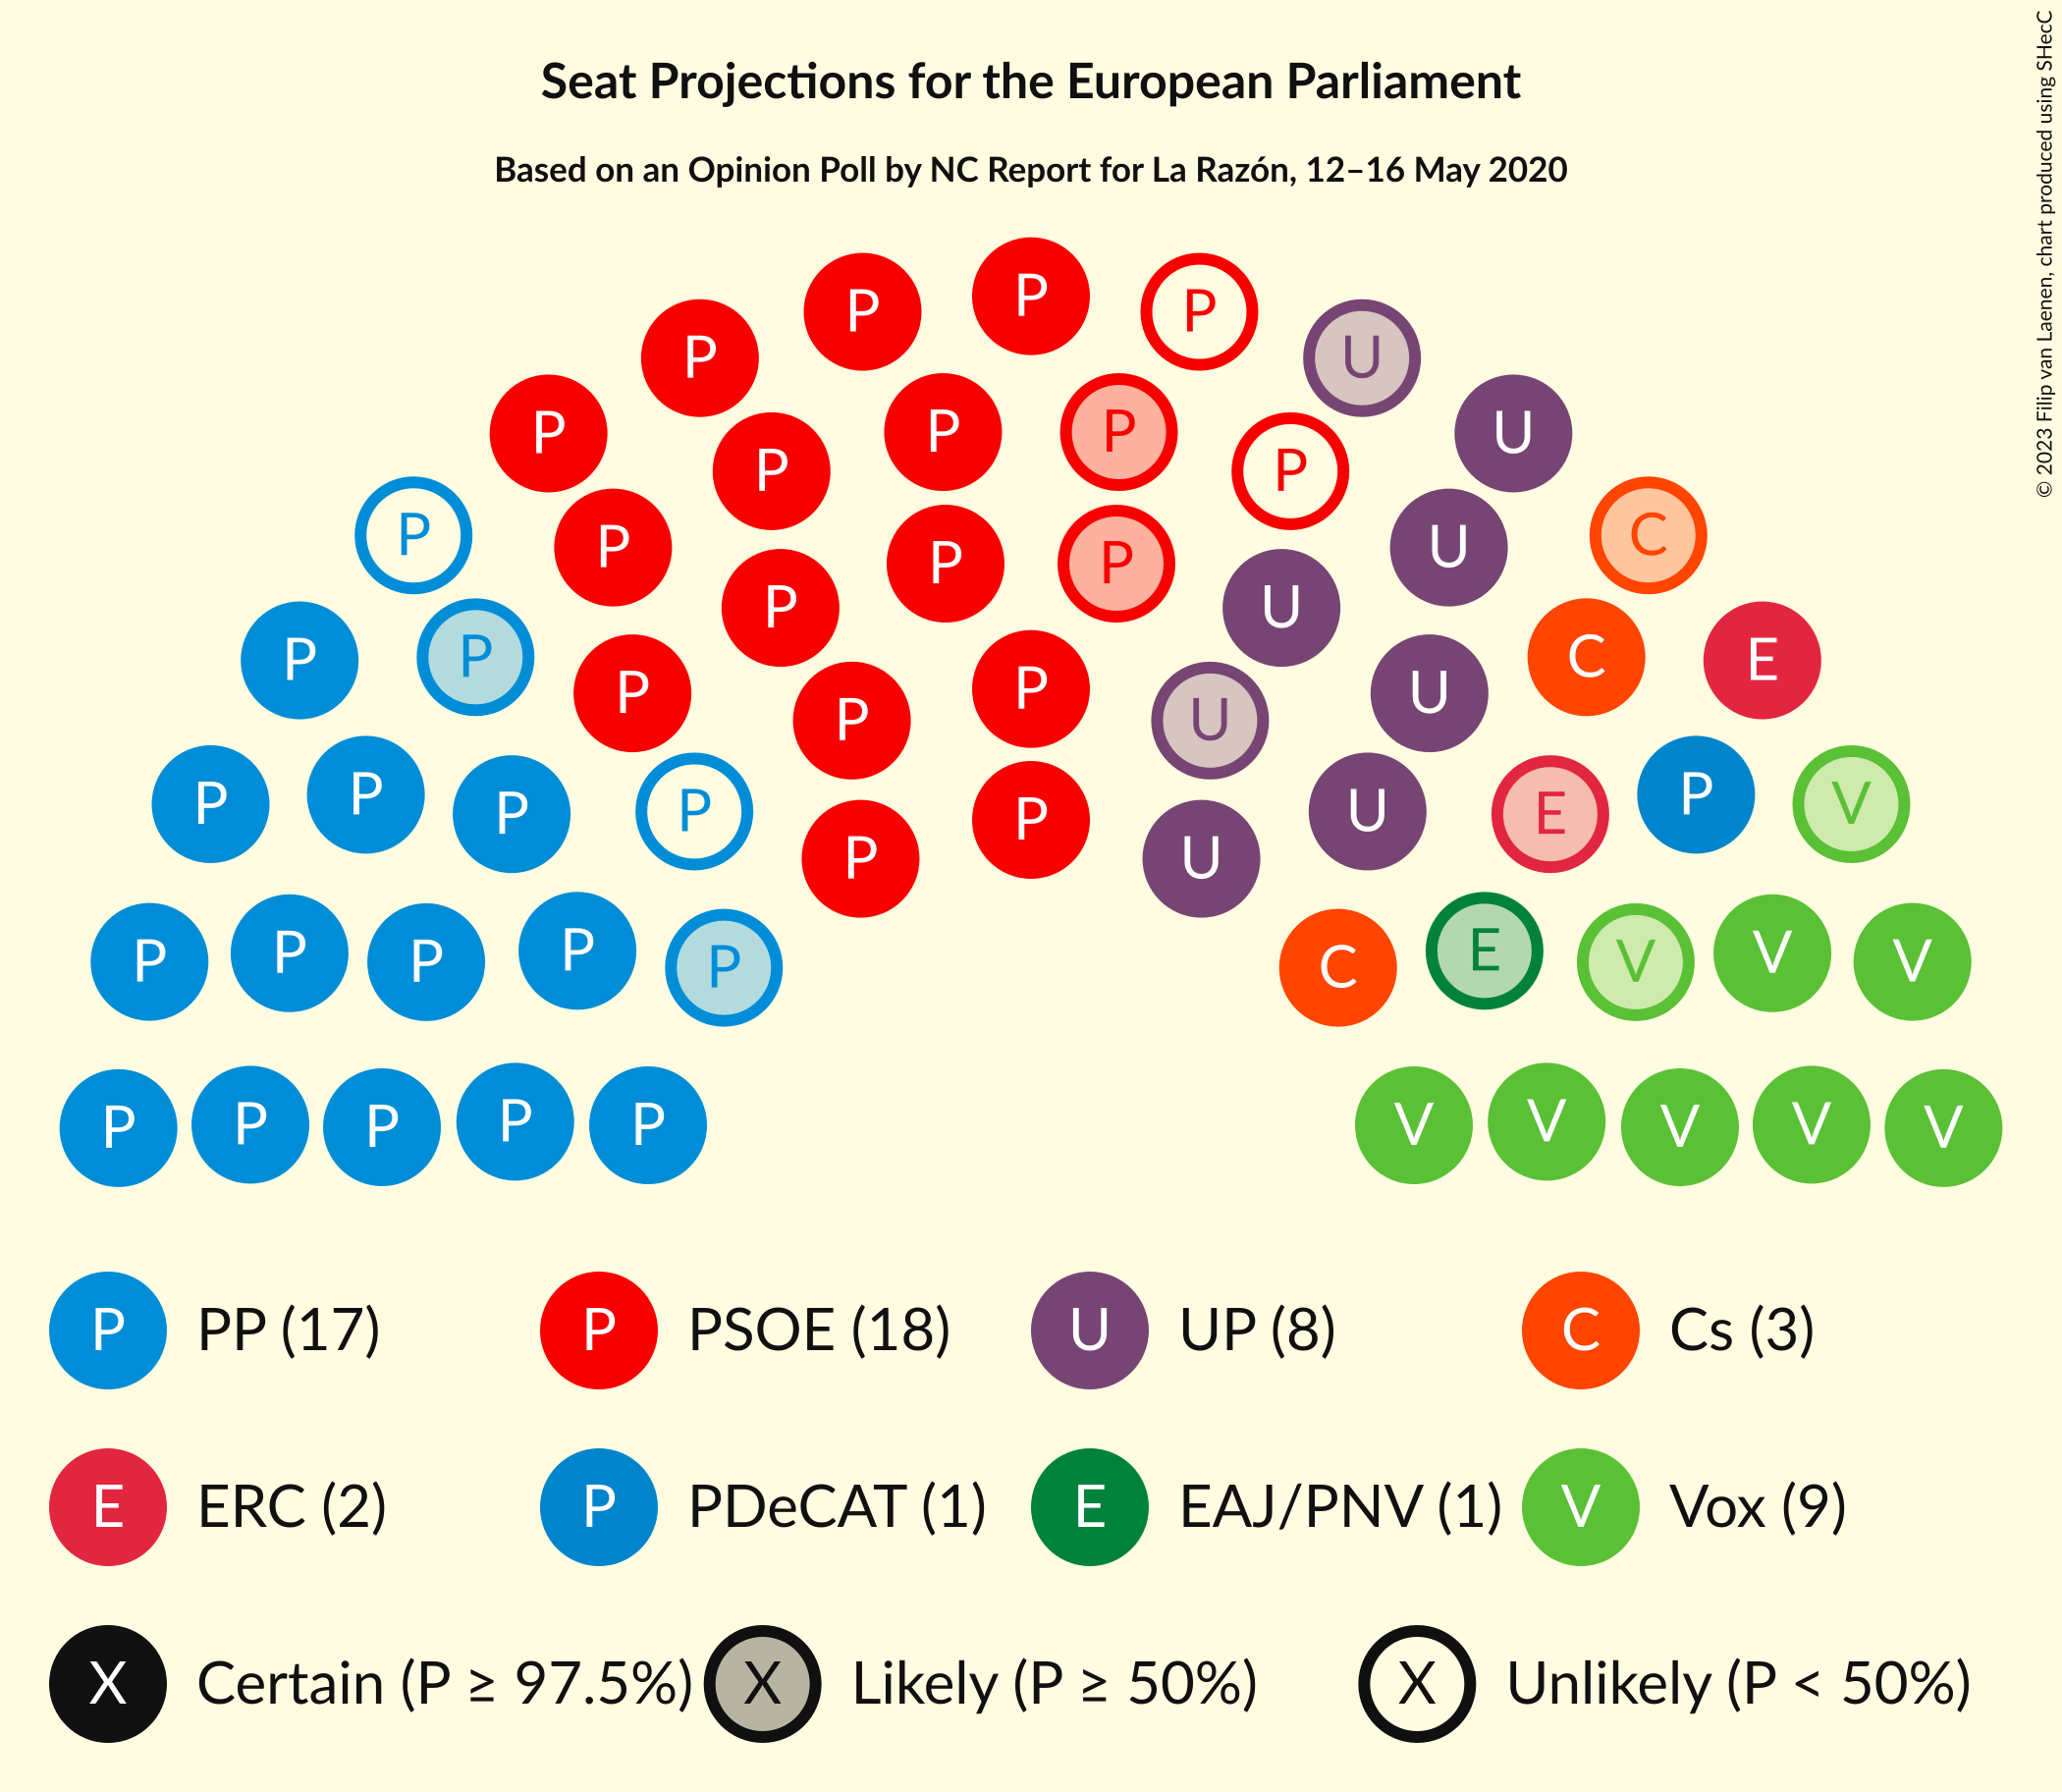 Seat Projections for the European Parliament
Based on an Opinion Poll by NC Report for La Razón, 12–16 May 2020
© 2023 Filip van Laenen, chart produced using SHecC
P
P P
P U
P U
P P
P P
P C
P U
P P
P U
P P
P E
P C
P U
P P
P U
P V
P P
P E
P U
P P U
P V
P V
P V
P E
P C
P P P P P V V V V V
P PP (17) P PSOE (18) U UP (8) C Cs (3)
E ERC (2) P PDeCAT (1) E EAJ/PNV (1) V Vox (9)
X Certain (P ≥ 97.5%) X Likely (P ≥ 50%) X Unlikely (P < 50%)